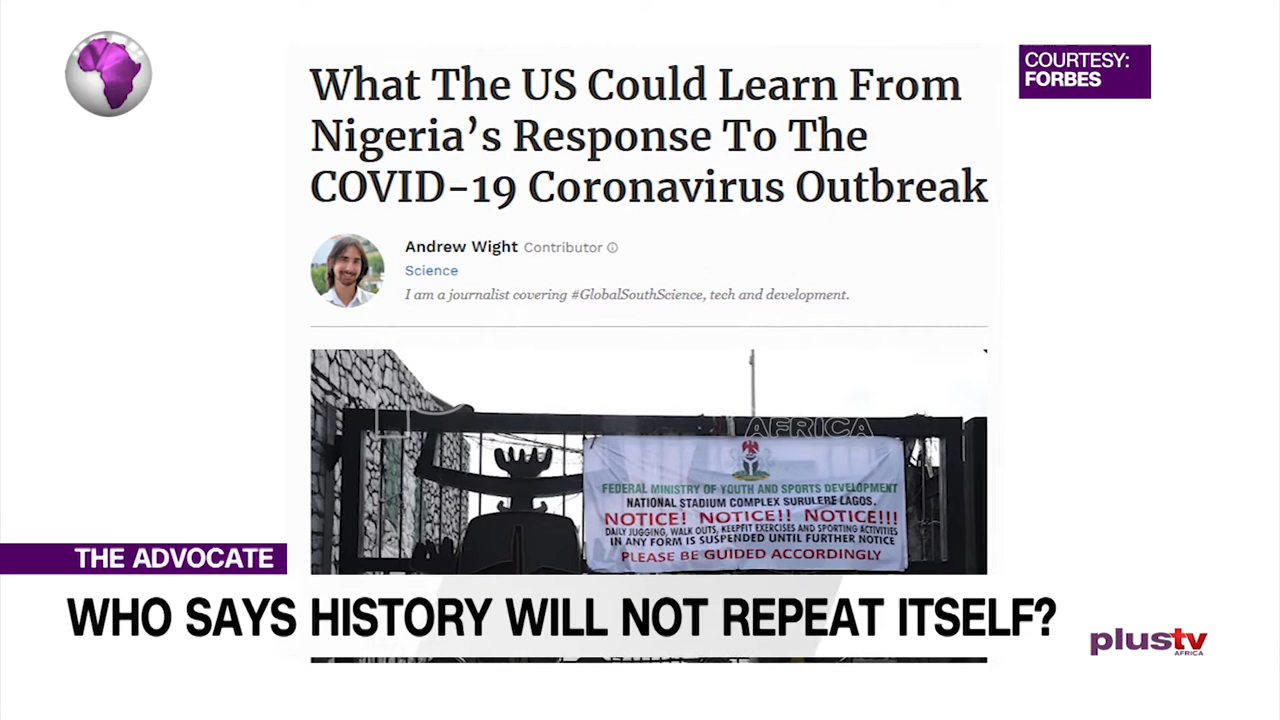 COURTESY:
FORBES
What The US Could Learn From
Nigeria’s Response To The
COVID-19 Coronavirus Outbreak
Andrew Wight Contributor
Science
I am a journalist covering #GlobalSouthScience, tech and development.
AFRICA
FEDERAL MINISTRY OF YOUTH AND SPORTS DEVELOPMENT
NATIONAL STADIUM COMPLEX SURULERE LAGOS.
NOTICE! NOTICE!! NOTICE!!!
DAILY JUGGING, WALK OUTS, KEEPFIT EXERCISES AND SPORTING ACTIVITIES
IN ANY FORM IS SUSPENDED UNTIL FURTHER NOTICE
PLEASE BE GUIDED ACCORDINGLY
THE ADVOCATE
WHO SAYS HISTORY WILL NOT REPEAT ITSELF?
plustv
AFRICA